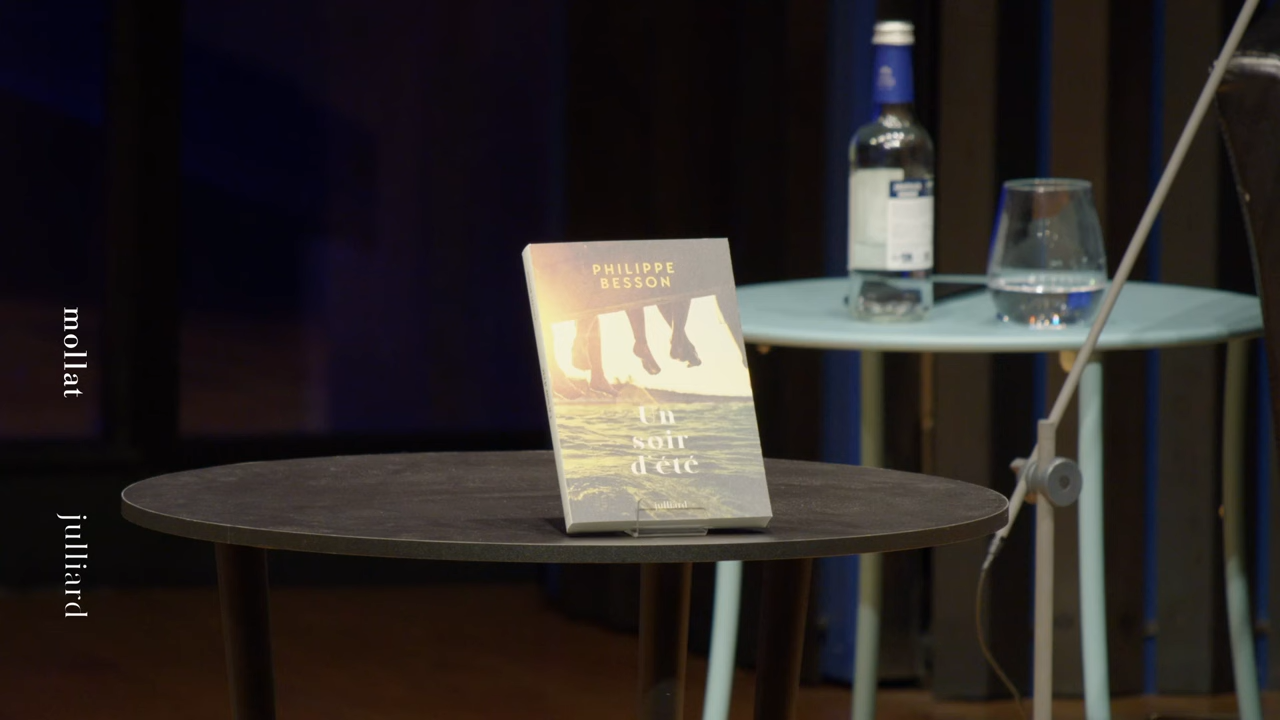 mollat
julliard
PHILIPPE
BESSON
Un
soir
d'été
julliard